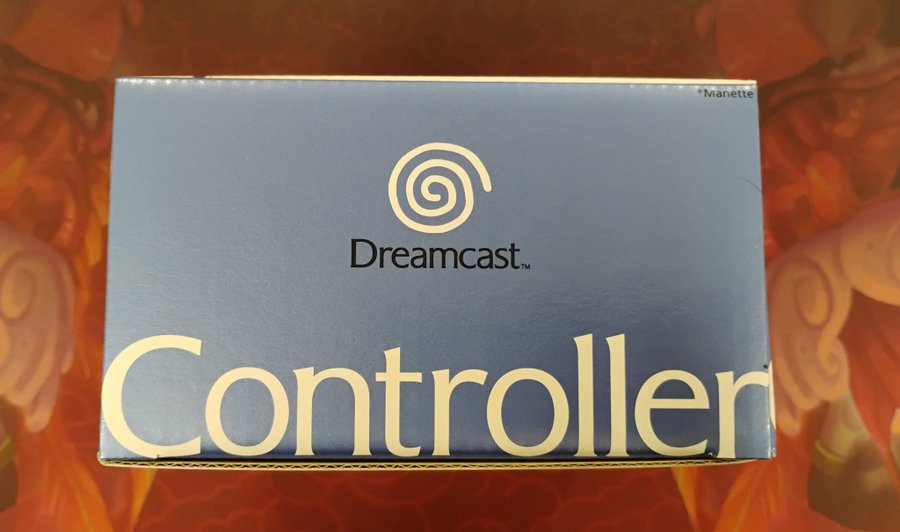 *Manette
Dreamcast™
Controller*